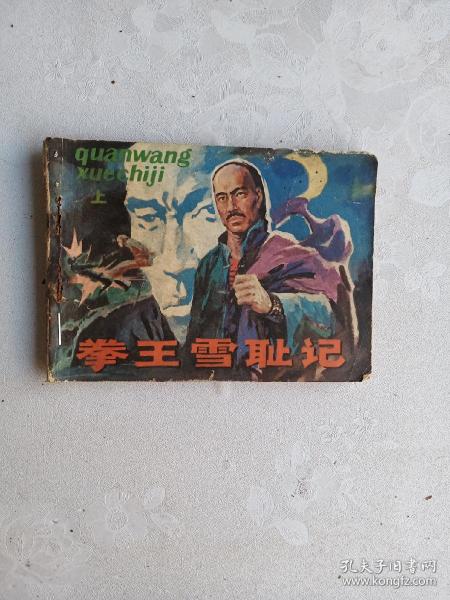 quanwang
xuechiji
上
拳王雪耻记
孔夫子旧书网
www.kongfz.com